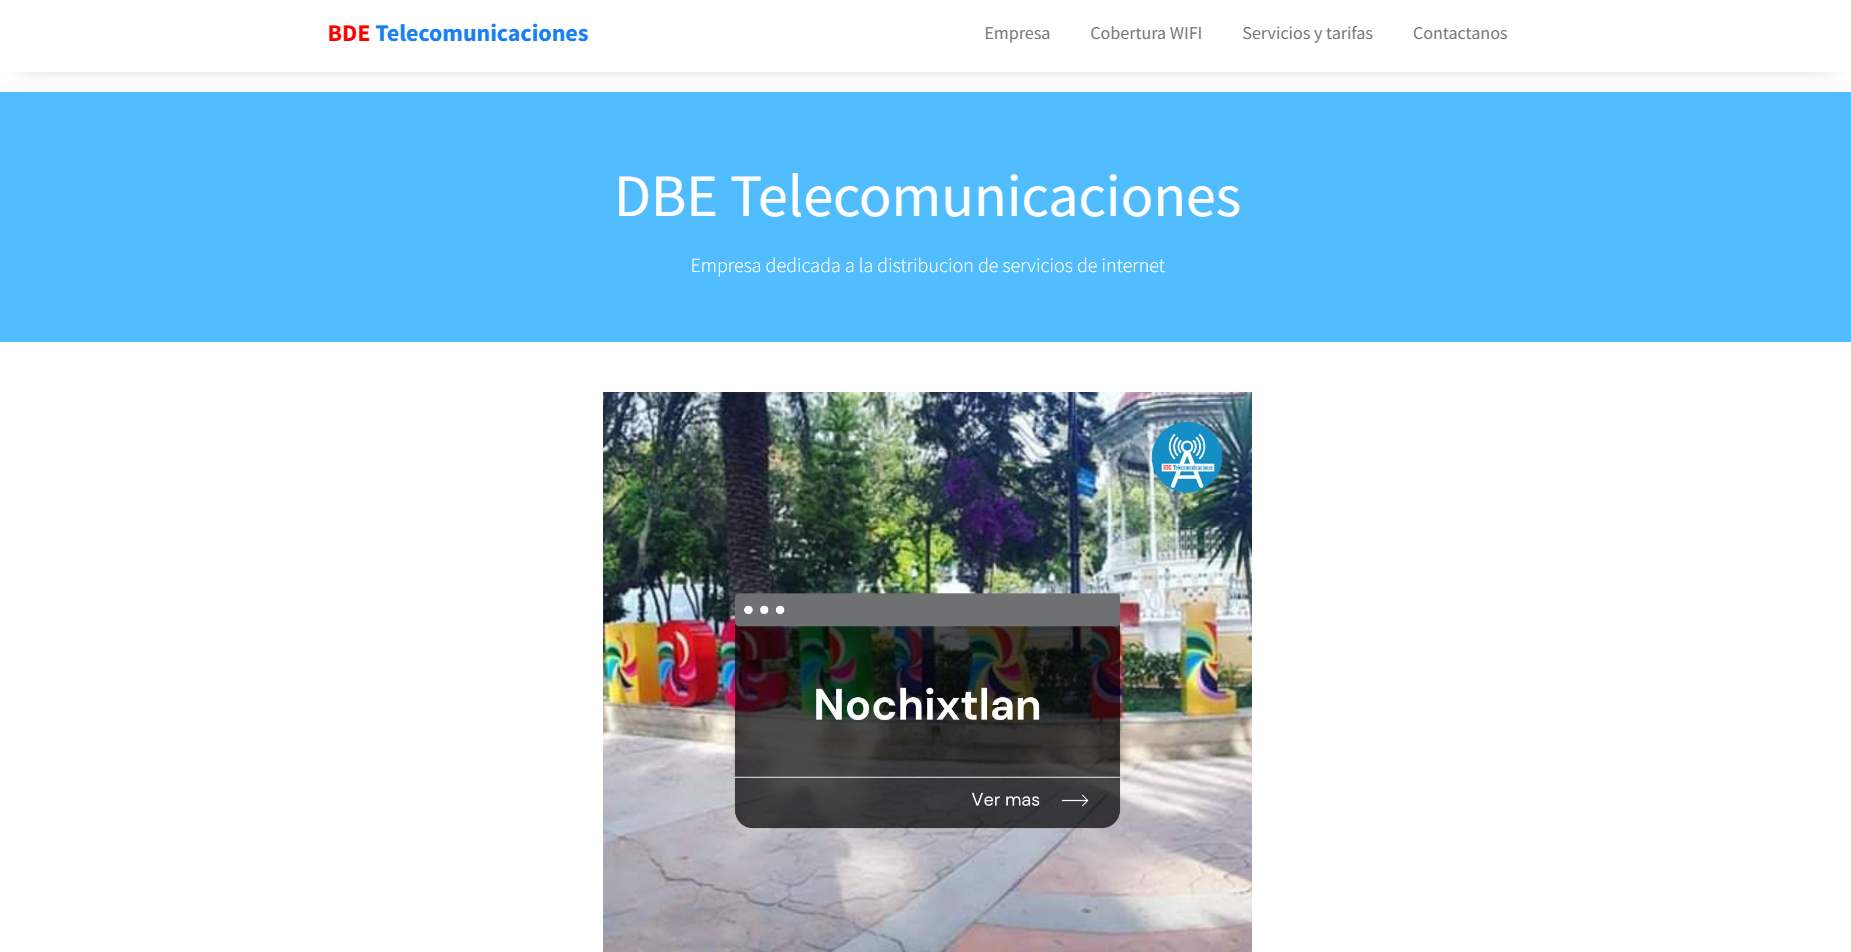 BDE Telecomunicaciones
Empresa
Cobertura WIFI
Servicios y tarifas
Contactanos
DBE Telecomunicaciones
Empresa dedicada a la distribucion de servicios de internet
BDE Telecomunicaciones
Nochixtlan
Ver mas